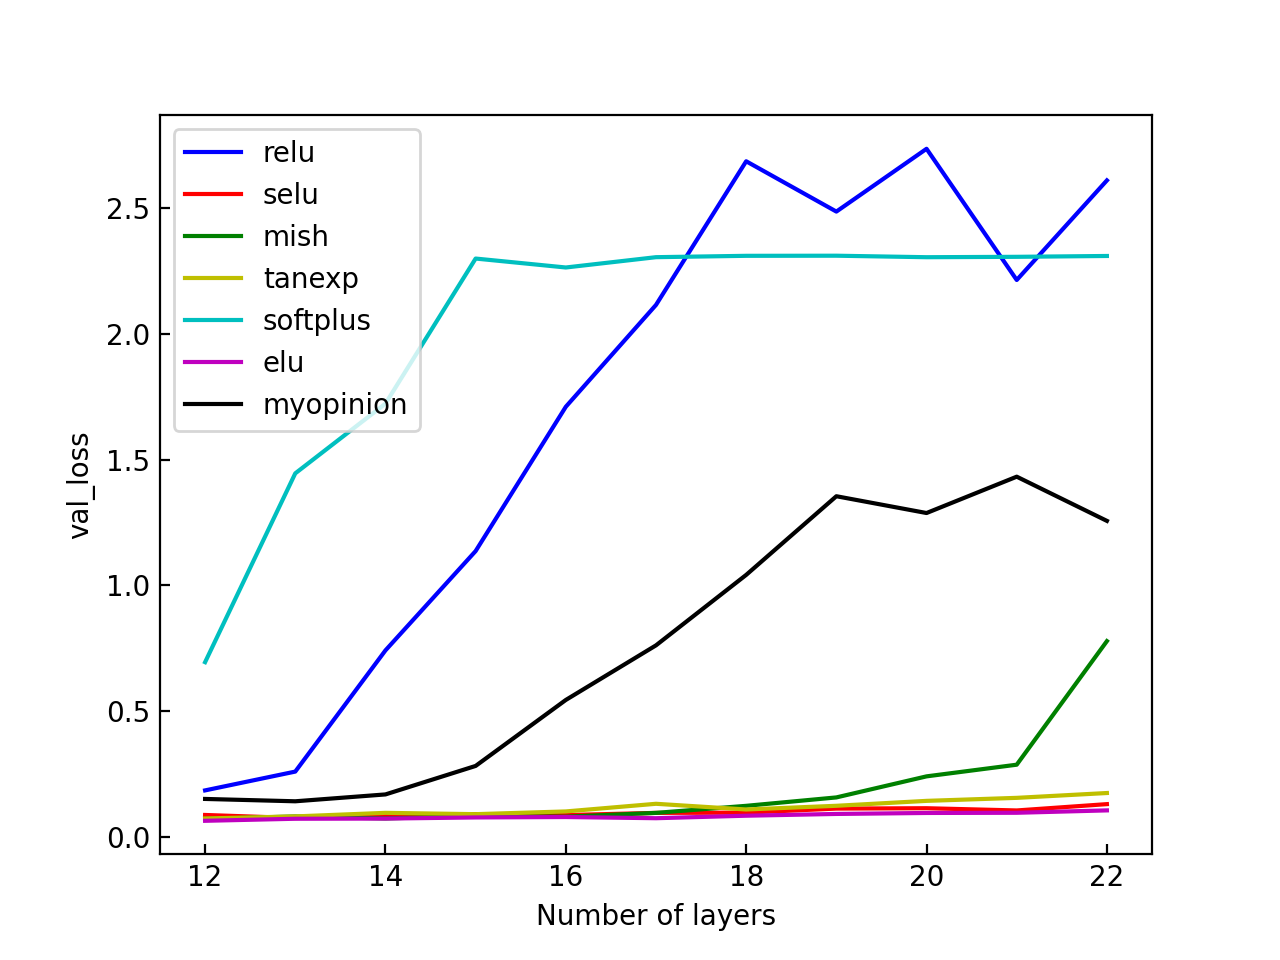 relu
selu
mish
tanexp
softplus
elu
myopinion
2.5
2.0
1.5
1.0
0.5
0.0
val_loss
12 14 16 18 20 22
Number of layers